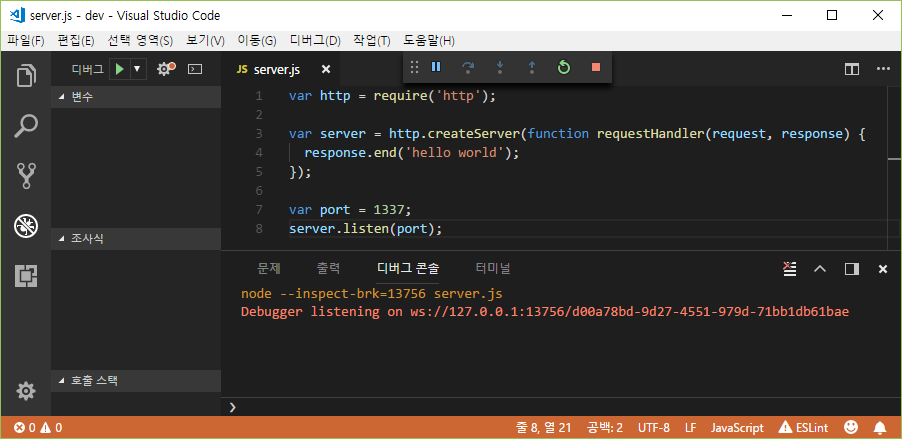 server.js - dev - Visual Studio Code
파일(F) 편집(E) 선택 영역(S) 보기(V) 이동(G) 디버그(D) 작업(T) 도움말(H)
디버그
JS server.js
변수
조사식
호출 스택
1 var http = require('http');
2
3 var server = http.createServer(function requestHandler(request, response) {
4 response.end('hello world');
5 });
6
7 var port = 1337;
8 server.listen(port);
문제 출력 디버그 콘솔 터미널
node --inspect-brk=13756 server.js
Debugger listening on ws://127.0.0.1:13756/d00a78bd-9d27-4551-979d-71bb1db61bae
0 0 줄 8, 열 21 공백: 2 UTF-8 LF JavaScript ESLint